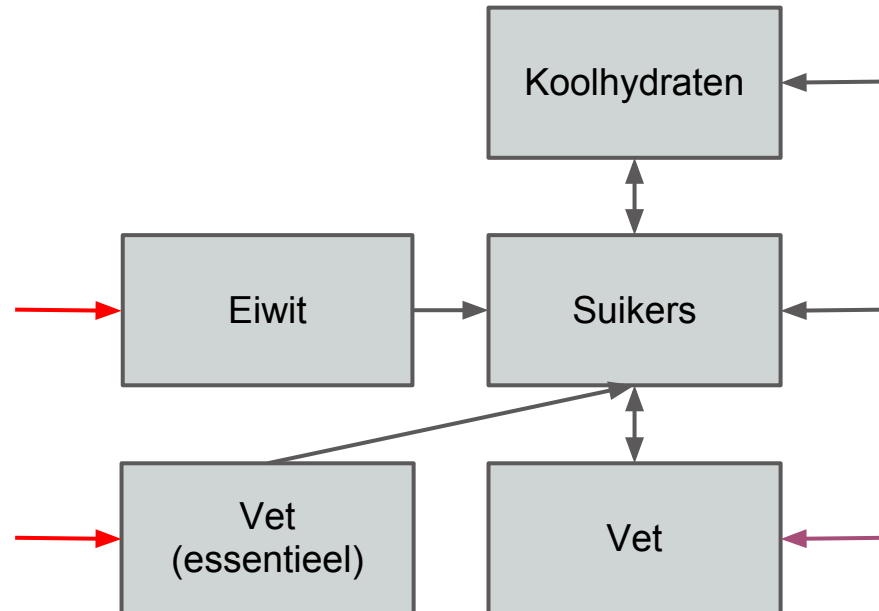 Koolhydraten
Eiwit
Suikers
Vet
(essentieel)
Vet